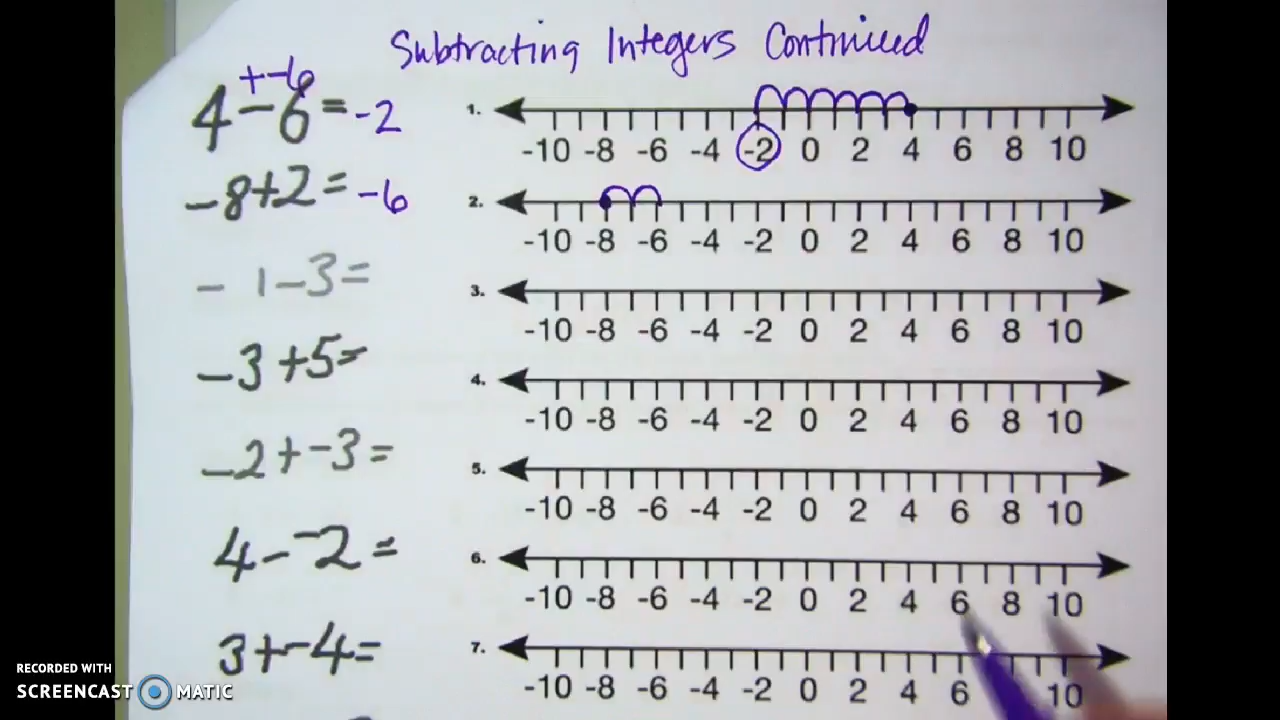 Subtracting Integers Continued
+-6
4-6=-2
1.
-10 -8 -6 -4 -2 0 2 4 6 8 10
-8+2=-6
2.
-10 -8 -6 -4 -2 0 2 4 6 8 10
-1-3=
3.
-10 -8 -6 -4 -2 0 2 4 6 8 10
-3+5=
4.
-10 -8 -6 -4 -2 0 2 4 6 8 10
-2+-3=
5.
-10 -8 -6 -4 -2 0 2 4 6 8 10
4--2=
6.
-10 -8 -6 -4 -2 0 2 4 6 8 10
3+-4=
7.
-10 -8 -6 -4 -2 0 2 4 6 10
RECORDED WITH
SCREENCAST MATIC